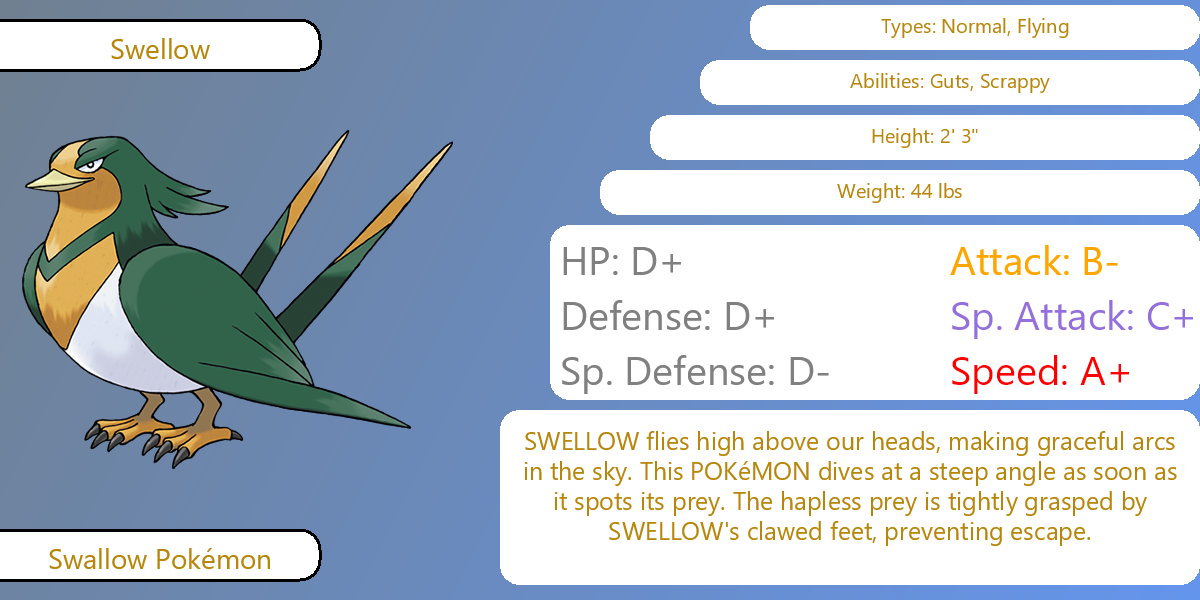 Swellow
Types: Normal, Flying
Abilities: Guts, Scrappy
Height: 2' 3"
Weight: 44 lbs
HP: D+
Attack: B-
Defense: D+
Sp. Attack: C+
Sp. Defense: D-
Speed: A+
SWELLOW flies high above our heads, making graceful arcs
in the sky. This POKéMON dives at a steep angle as soon as
it spots its prey. The hapless prey is tightly grasped by
SWELLOW's clawed feet, preventing escape.
Swallow Pokémon